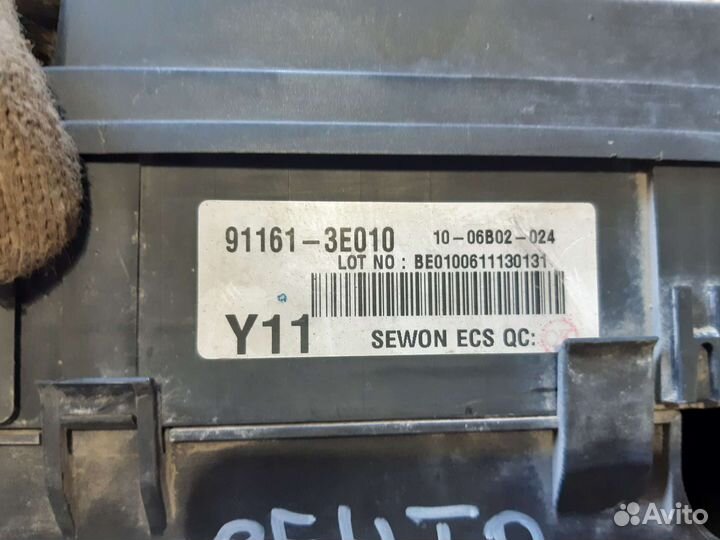 91161-3E010 10-06B02-024
LOT NO : BE0100611130131
Y11 SEWON ECS QC:
Avito